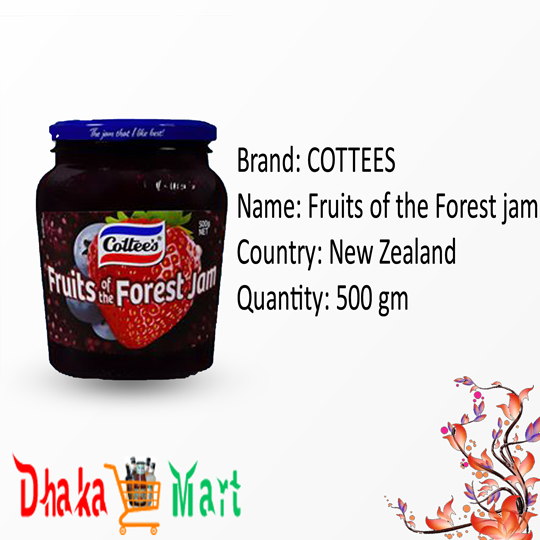 The jam that I like best!
500g
NET
Cottee's
Fruits of the Forest Jam
Brand: COTTEES
Name: Fruits of the Forest jam
Country: New Zealand
Quantity: 500 gm
Dhaka Mart